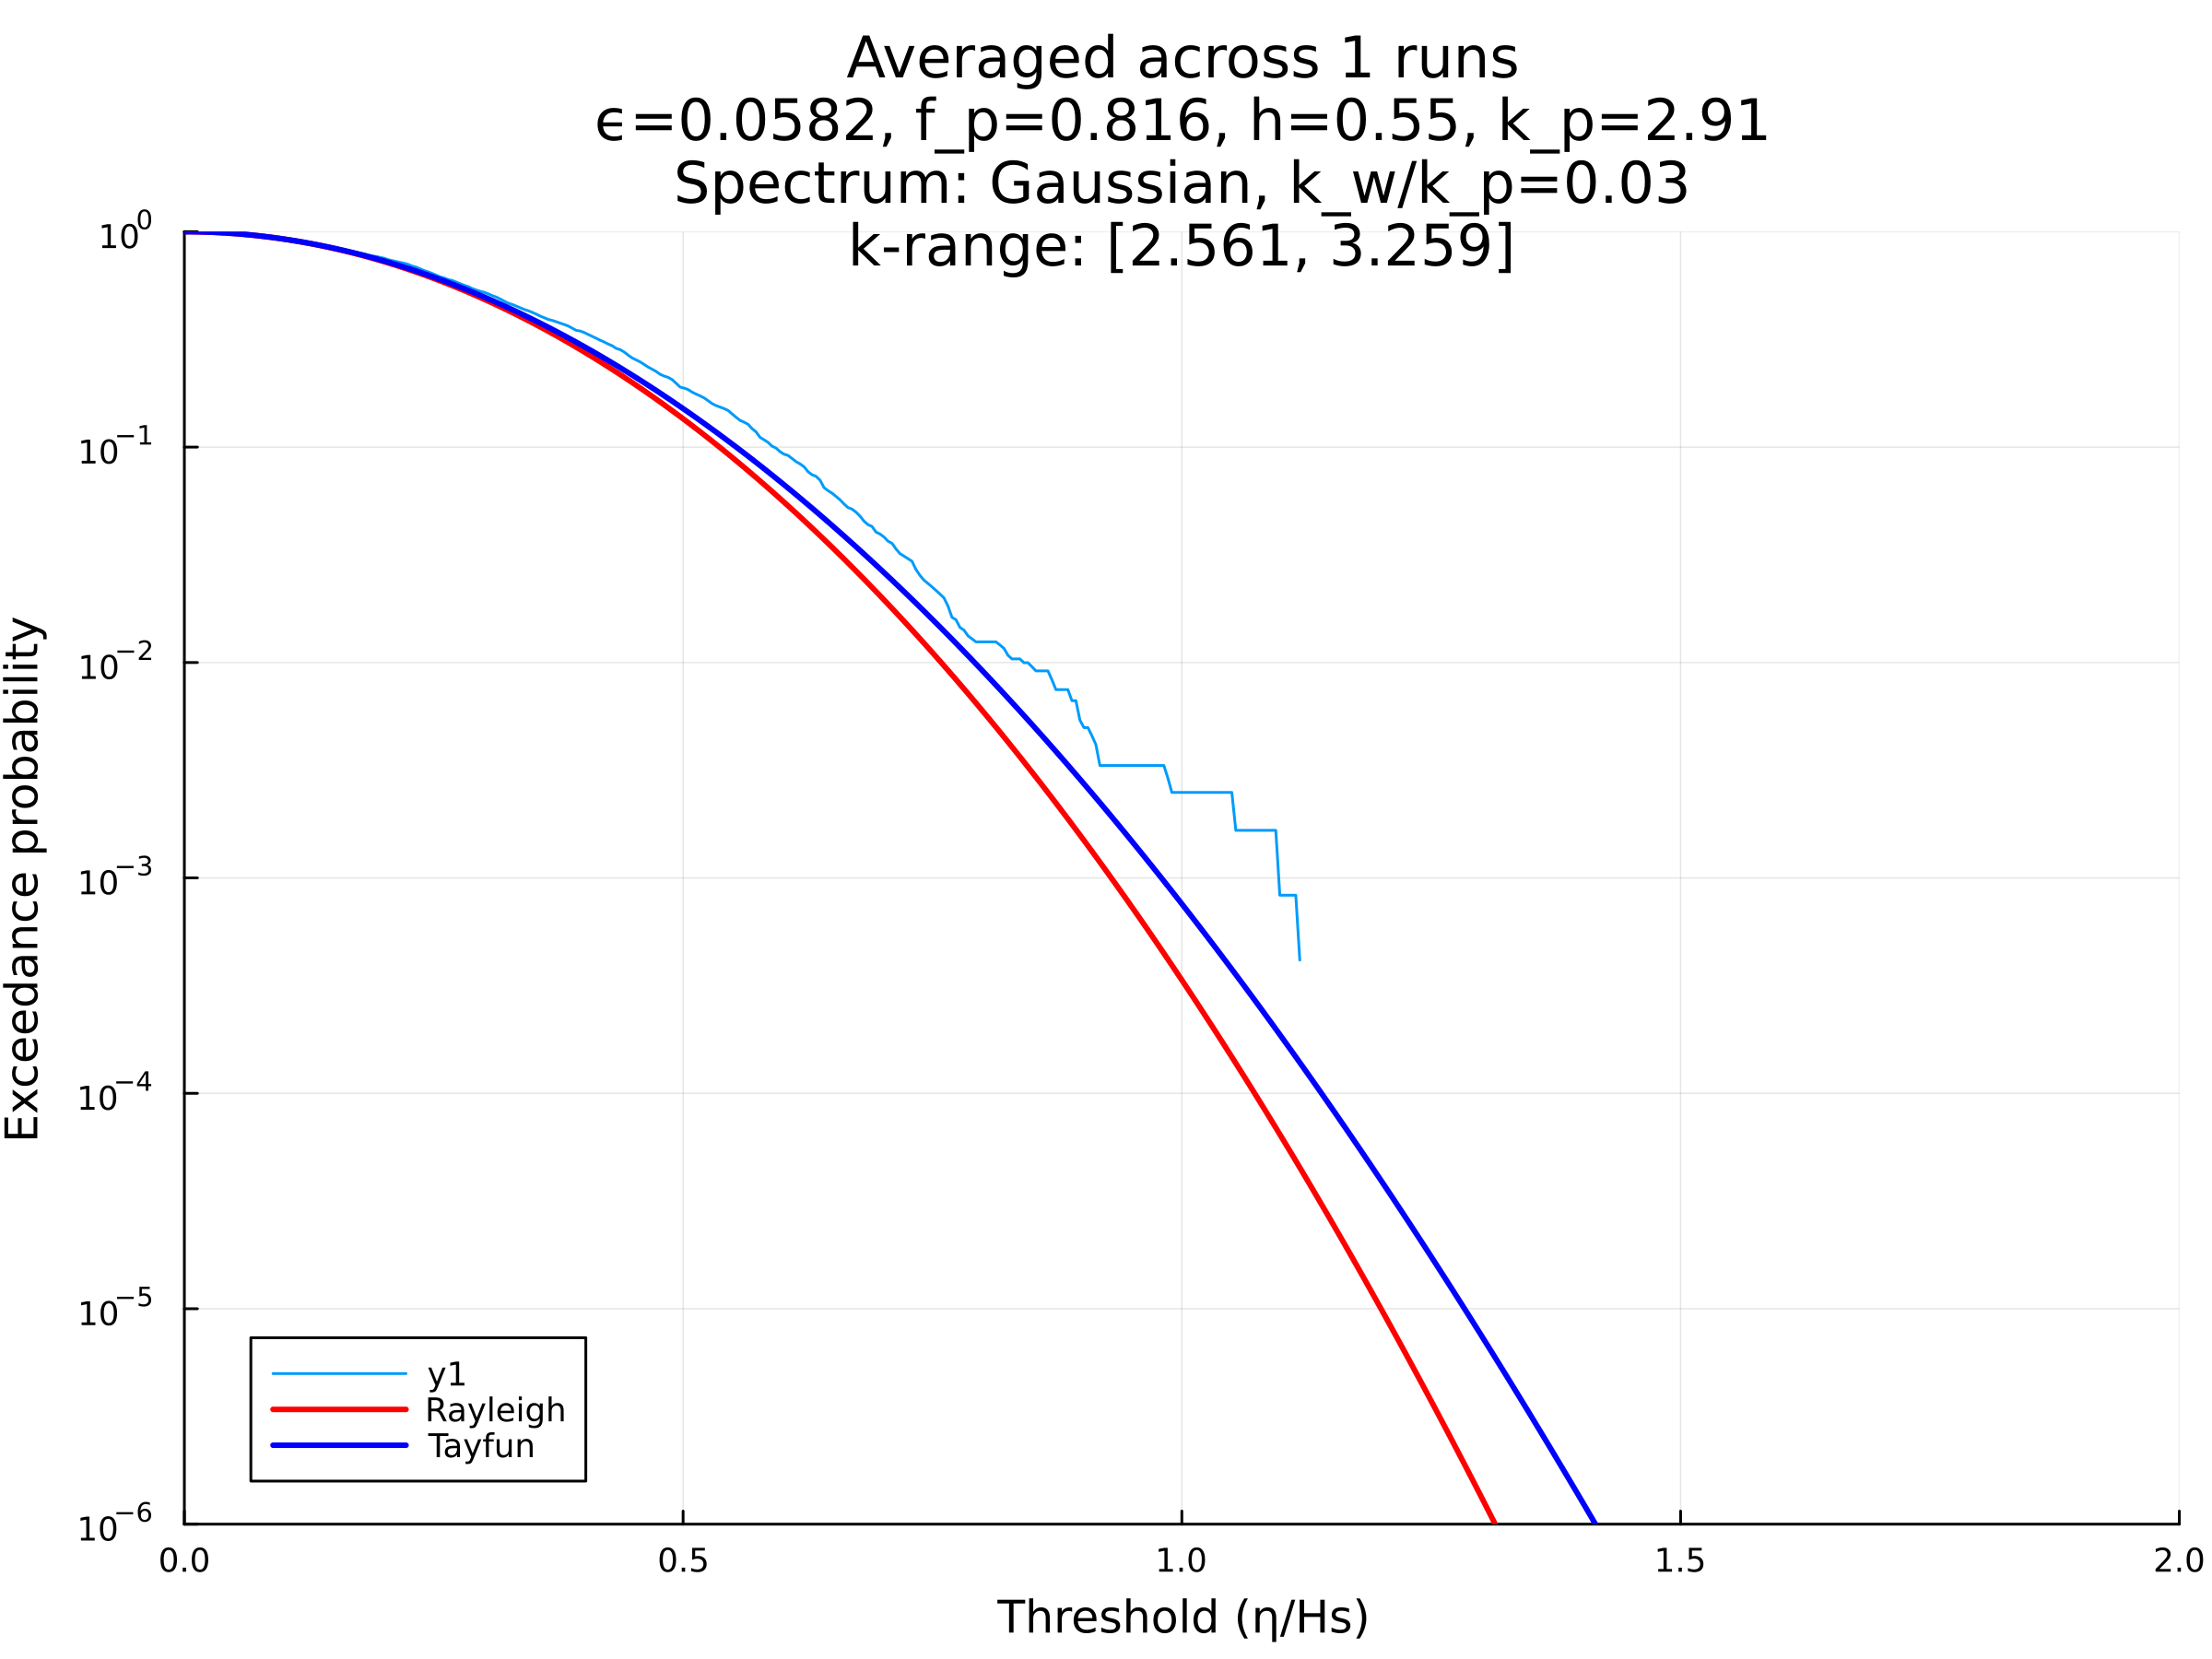 Averaged across 1 runs
ϵ=0.0582, f_p=0.816, h=0.55, k_p=2.91
Spectrum: Gaussian, k_w/k_p=0.03
k-range: [2.561, 3.259]
10⁰
10⁻¹
10⁻²
10⁻³
10⁻⁴
10⁻⁵
10⁻⁶
Exceedance probability
y1
Rayleigh
Tayfun
0.0 0.5 1.0 1.5 2.0
Threshold (η/Hs)